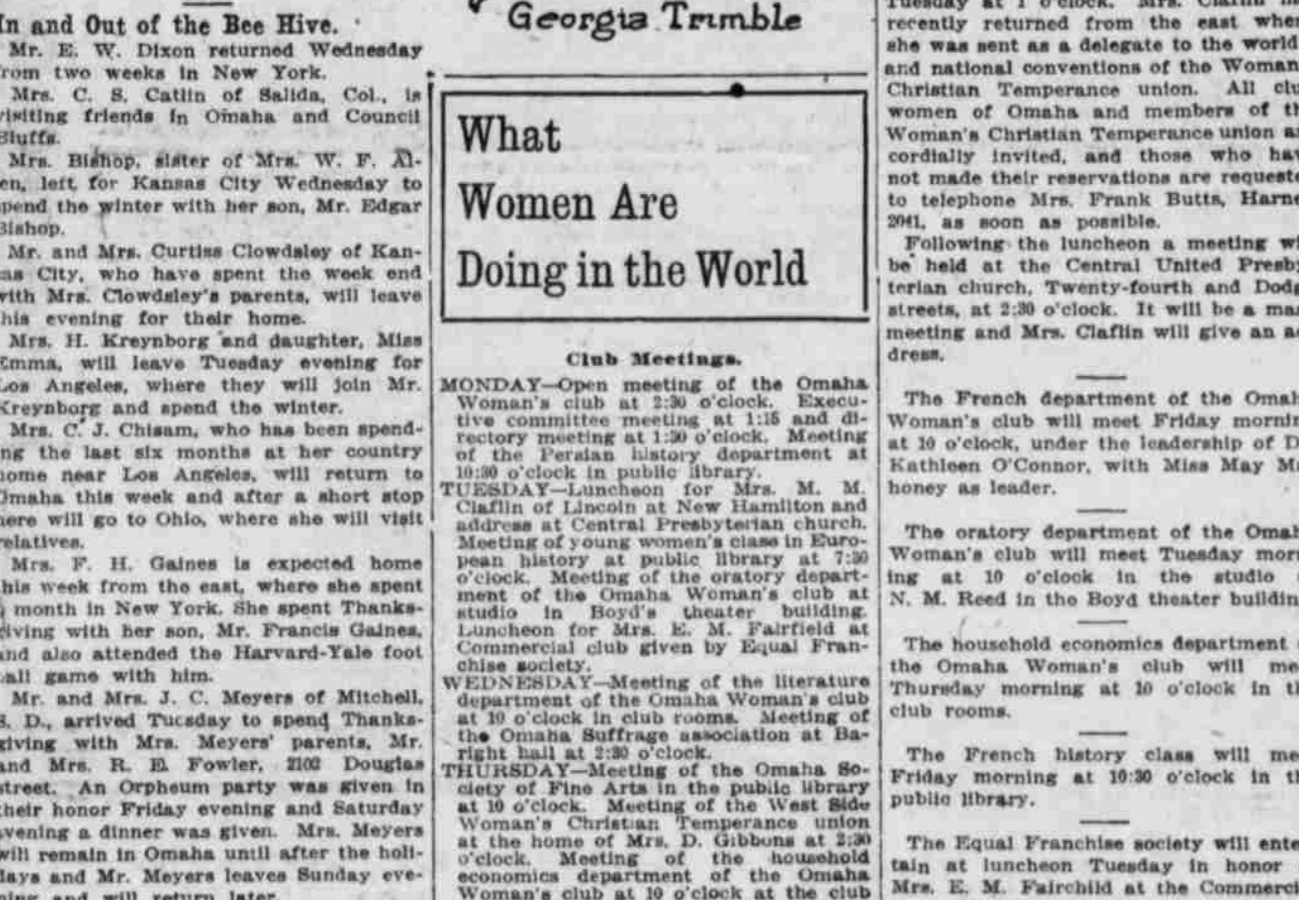 In and Out of the Bee Hive.
Mr. E. W. Dixon returned Wednesday
from two weeks in New York.
Mrs. C. S. Catlin of Salida, Col., is
visiting friends in Omaha and Council
Bluffs.
Mrs. Bishop, sister of Mrs. W. F. Al-
en, left for Kansas City Wednesday to
spend the winter with her son, Mr. Edgar
Bishop.
Mr. and Mrs. Curtiss Clowdsley of Kan-
as City, who have spent the week end
with Mrs. Clowdsley's parents, will leave
this evening for their home.
Mrs. H. Kreynborg and daughter, Miss
Emma, will leave Tuesday evening for
Los Angeles, where they will join Mr.
Kreynborg and spend the winter.
Mrs. C. J. Chisam, who has been spend-
ng the last six months at her country
home near Los Angeles, will return to
Omaha this week and after a short stop
here will go to Ohio, where she will visit
relatives.
Mrs. F. H. Gaines is expected home
this week from the east, where she spent
month in New York. She spent Thanks-
giving with her son, Mr. Francis Gaines,
and also attended the Harvard-Yale foot
ball game with him.
Mr. and Mrs. J. C. Meyers of Mitchell,
S. D., arrived Tuesday to spend Thanks-
giving with Mrs. Meyers' parents, Mr.
and Mrs. R. E. Fowler, 2102 Douglas
street. An Orpheum party was given in
their honor Friday evening and Saturday
evening a dinner was given. Mrs. Meyers
will remain in Omaha until after the holi-
days and Mr. Meyers leaves Sunday eve-
ning and will return later.
Georgia Trimble
What
Women Are
Doing in the World
Club Meetings.
MONDAY—Open meeting of the Omaha
Woman's club at 2:30 o'clock. Execu-
tive committee meeting at 1:15 and di-
rectory meeting at 1:30 o'clock. Meeting
of the Persian history department at
10:30 o'clock in public library.
TUESDAY—Luncheon for Mrs. M. M.
Claflin of Lincoln at New Hamilton and
address at Central Presbyterian church.
Meeting of young women's class in Euro-
pean history at public library at 7:30
o'clock. Meeting of the oratory depart-
ment of the Omaha Woman's club at
studio in Boyd's theater building.
Luncheon for Mrs. E. M. Fairfield at
Commercial club given by Equal Fran-
chise society.
WEDNESDAY—Meeting of the literature
department of the Omaha Woman's club
at 10 o'clock in club rooms. Meeting of
the Omaha Suffrage association at Ba-
right hall at 2:30 o'clock.
THURSDAY—Meeting of the Omaha So-
ciety of Fine Arts in the public library
at 10 o'clock. Meeting of the West Side
Woman's Christian Temperance union
at the home of Mrs. D. Gibbons at 2:30
o'clock. Meeting of the household
economics department of the Omaha
Woman's club at 10 o'clock at the club
Tuesday at 1 o'clock. Mrs. Claflin
recently returned from the east wher
she was sent as a delegate to the world
and national conventions of the Woman
Christian Temperance union. All clu
women of Omaha and members of th
Woman's Christian Temperance union a
cordially invited, and those who hav
not made their reservations are requeste
to telephone Mrs. Frank Butts, Harne
2041, as soon as possible.
Following the luncheon a meeting wi
be held at the Central United Presby
terian church, Twenty-fourth and Dodg
streets, at 2:30 o'clock. It will be a mas
meeting and Mrs. Claflin will give an a
dress.
The French department of the Omah
Woman's club will meet Friday mornin
at 10 o'clock, under the leadership of D
Kathleen O'Connor, with Miss May Ma
honey as leader.
The oratory department of the Omah
Woman's club will meet Tuesday morn
ing at 10 o'clock in the studio
N. M. Reed in the Boyd theater buildin
The household economics department
the Omaha Woman's club will mee
Thursday morning at 10 o'clock in th
club rooms.
The French history class will mee
Friday morning at 10:30 o'clock in th
public library.
The Equal Franchise society will ente
tain at luncheon Tuesday in honor
Mrs. E. M. Fairchild at the Commerci